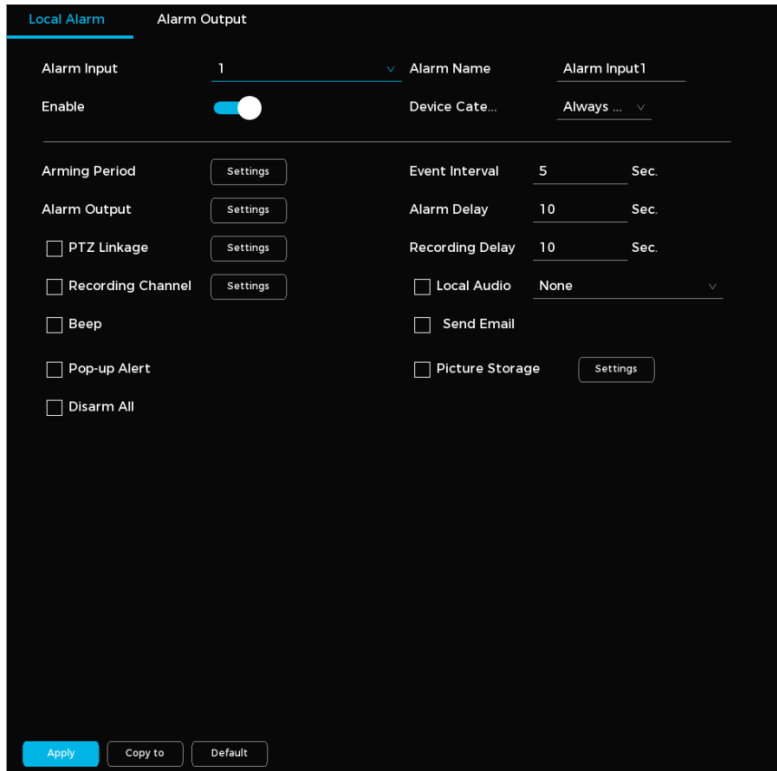 Local Alarm Alarm Output
Alarm Input 1 Alarm Name Alarm Input1
Enable Device Cate... Always ...
Arming Period Settings Event Interval 5 Sec.
Alarm Output Settings Alarm Delay 10 Sec.
PTZ Linkage Settings Recording Delay 10 Sec.
Recording Channel Settings Local Audio None
Beep Send Email
Pop-up Alert Picture Storage Settings
Disarm All
Apply Copy to Default